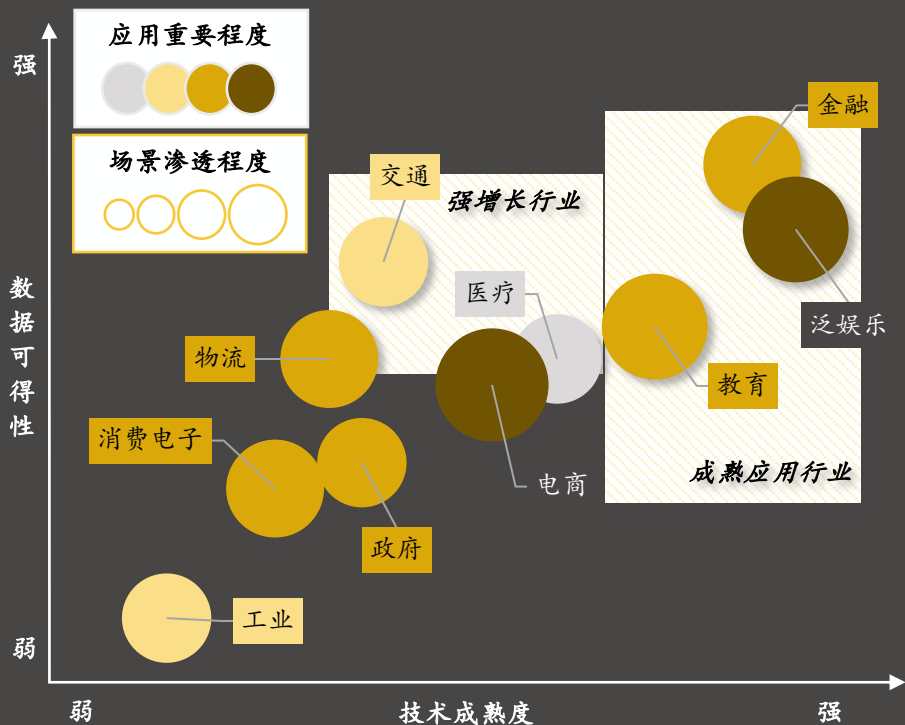 应用重要程度
强
场景渗透程度
金融
交通
强增长行业
医疗
数据可得性
泛娱乐
物流
教育
消费电子
成熟应用行业
电商
政府
工业
弱
弱
技术成熟度
强